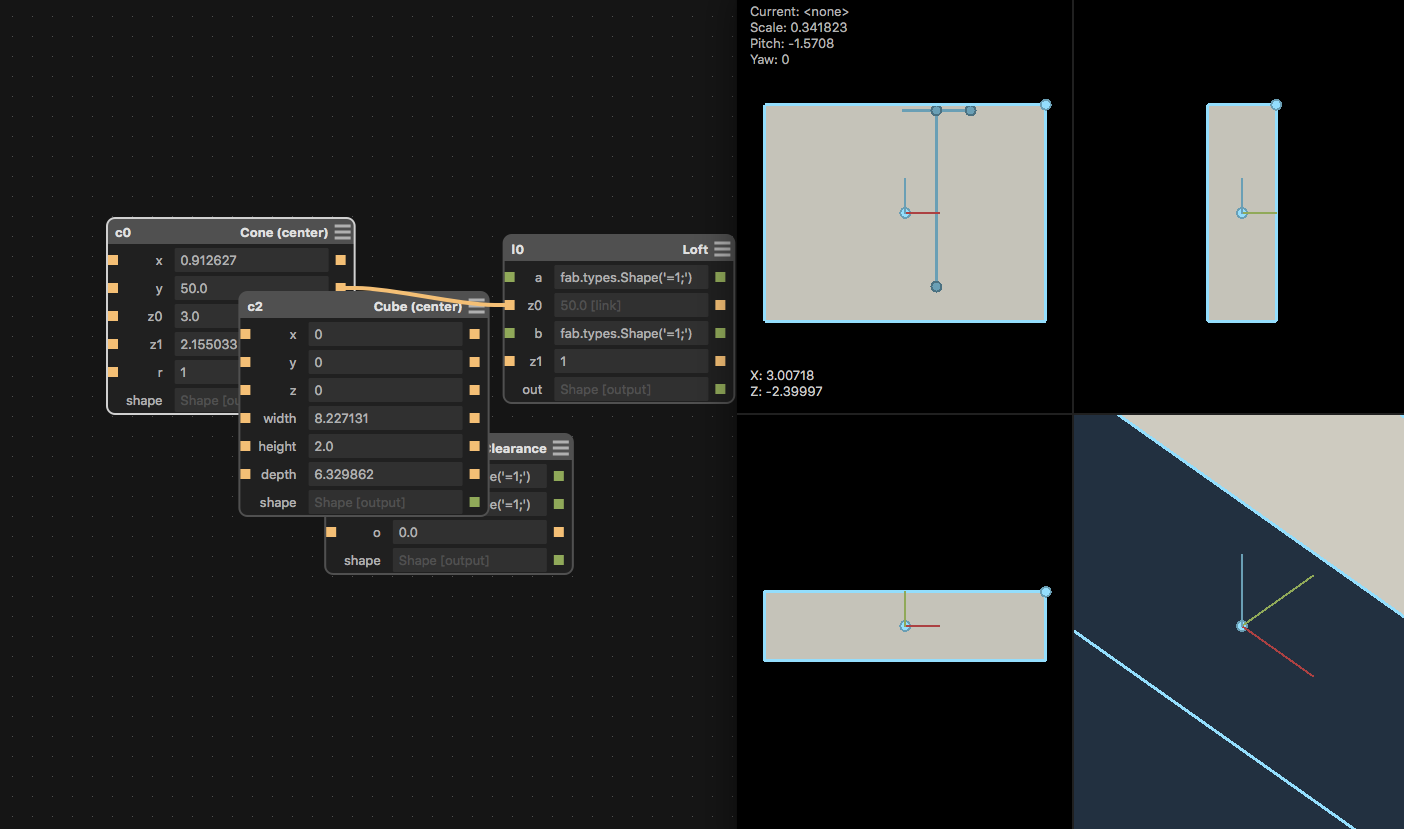 c0 Cone (center)
x 0.912627
y 50.0
z0 3.0
z1 2.155033
r 1
shape Shape [ou
c2 Cube (center)
x 0
y 0
z 0
width 8.227131
height 2.0
depth 6.329862
shape Shape [output]
l0 Loft
a fab.types.Shape('=1;')
z0 50.0 [link]
b fab.types.Shape('=1;')
z1 1
out Shape [output]
learance
e('=1;')
e('=1;')
o 0.0
shape Shape [output]
Current: <none>
Scale: 0.341823
Pitch: -1.5708
Yaw: 0
X: 3.00718
Z: -2.39997